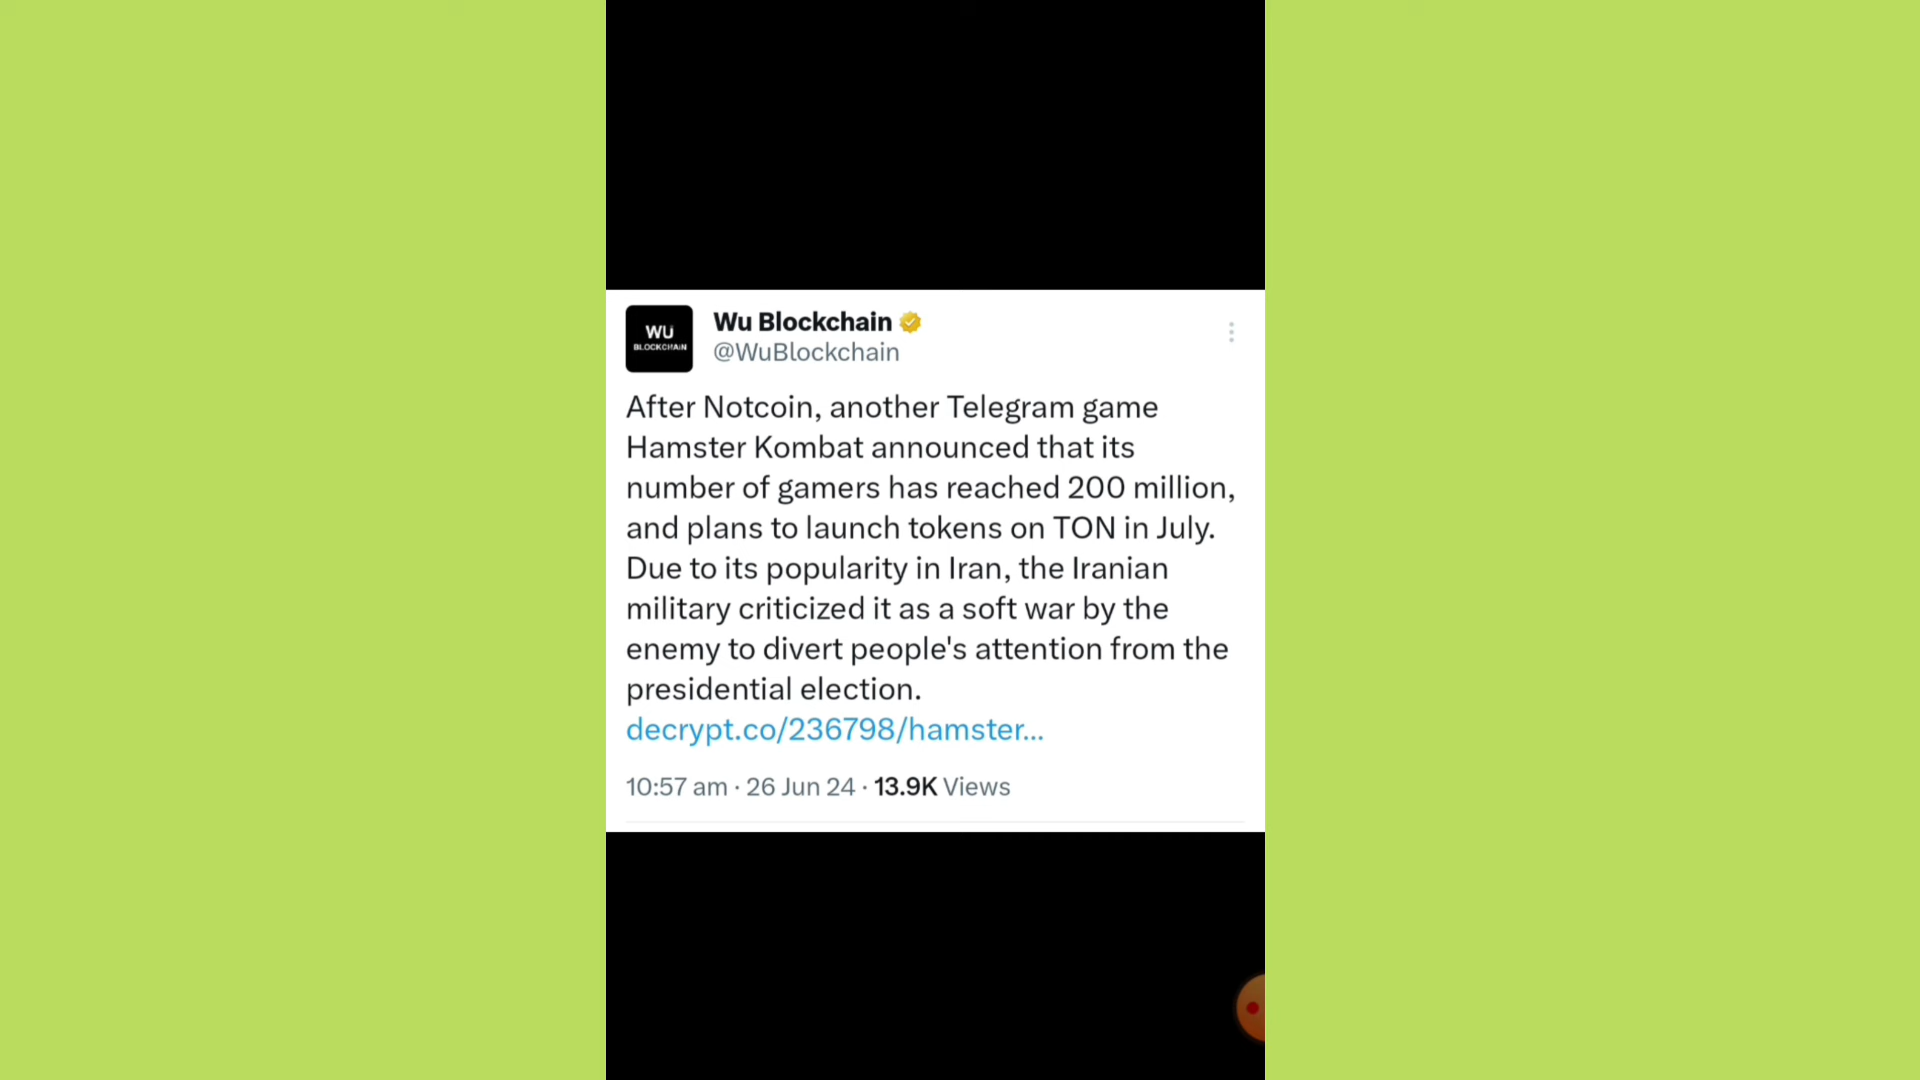 WU
BLOCKCHAIN
Wu Blockchain
@WuBlockchain
After Notcoin, another Telegram game
Hamster Kombat announced that its
number of gamers has reached 200 million,
and plans to launch tokens on TON in July.
Due to its popularity in Iran, the Iranian
military criticized it as a soft war by the
enemy to divert people's attention from the
presidential election.
decrypt.co/236798/hamster...
10:57 am · 26 Jun 24 · 13.9K Views